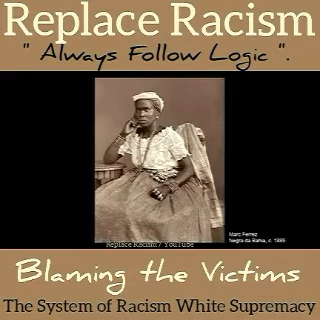 Replace Racism
" Always Follow Logic ".
Marc Ferrez
Negra da Bahia, c. 1885
Replace Racism / YouTube
Blaming the Victims
The System of Racism White Supremacy